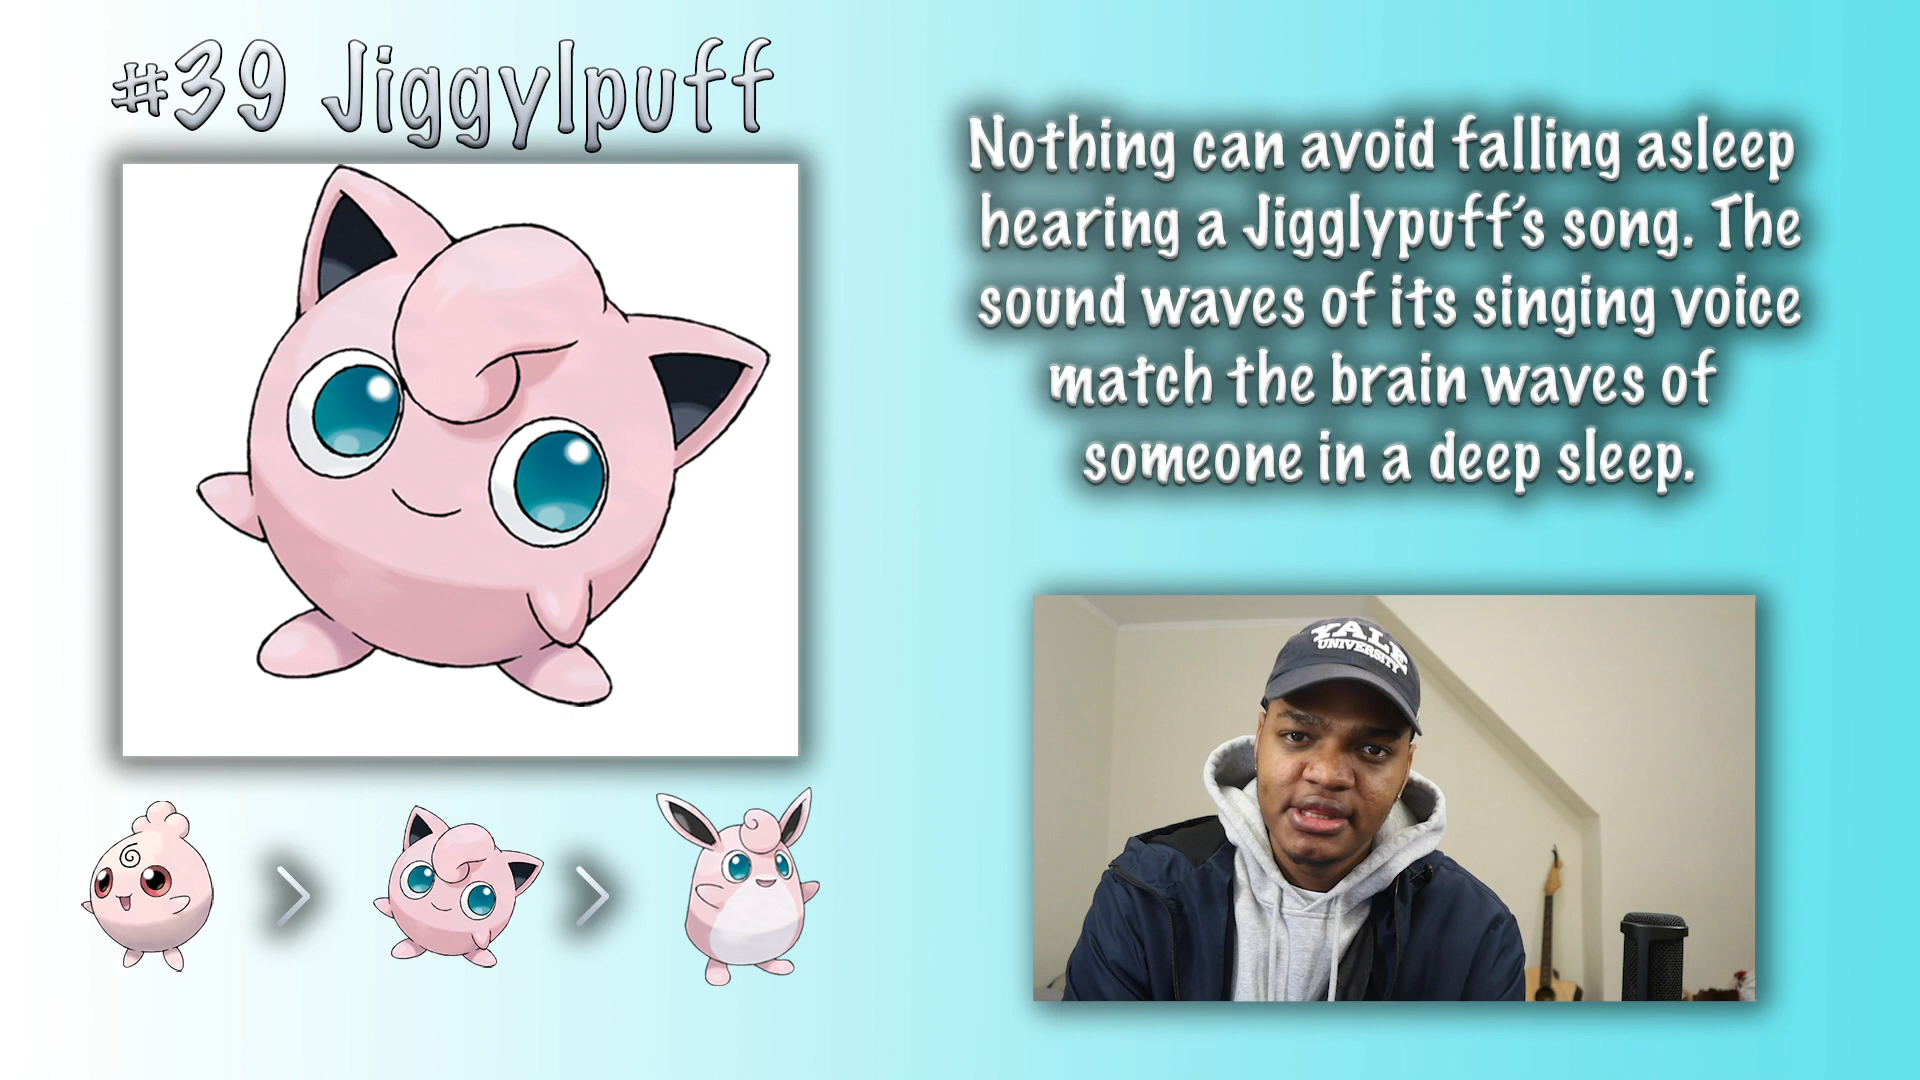 #39 Jiggylpuff
Nothing can avoid falling asleep
hearing a Jigglypuff's song. The
sound waves of its singing voice
match the brain waves of
someone in a deep sleep.
YALE
UNIVERSITY